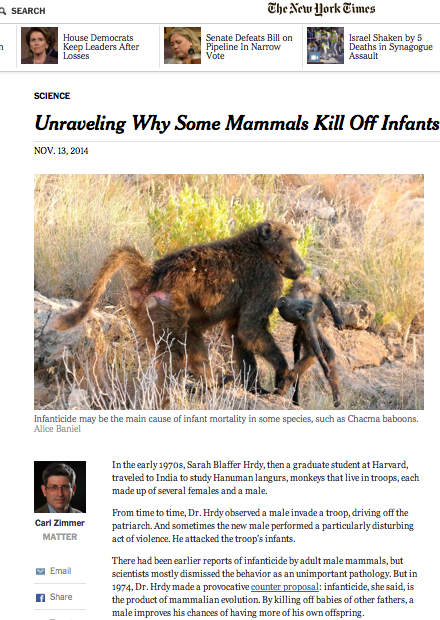 SEARCH
The New York Times
n
House Democrats
Keep Leaders After
Losses
Senate Defeats Bill on
Pipeline In Narrow
Vote
Israel Shaken by 5
Deaths in Synagogue
Assault
SCIENCE
Unraveling Why Some Mammals Kill Off Infants
NOV. 13, 2014
Infanticide may be the main cause of infant mortality in some species, such as Chacma baboons.
Alice Baniel
Carl Zimmer
MATTER
Email
Share
In the early 1970s, Sarah Blaffer Hrdy, then a graduate student at Harvard,
traveled to India to study Hanuman langurs, monkeys that live in troops, each
made up of several females and a male.
From time to time, Dr. Hrdy observed a male invade a troop, driving off the
patriarch. And sometimes the new male performed a particularly disturbing
act of violence. He attacked the troop's infants.
There had been earlier reports of infanticide by adult male mammals, but
scientists mostly dismissed the behavior as an unimportant pathology. But in
1974, Dr. Hrdy made a provocative counter proposal: infanticide, she said, is
the product of mammalian evolution. By killing off babies of other fathers, a
male improves his chances of having more of his own offspring.